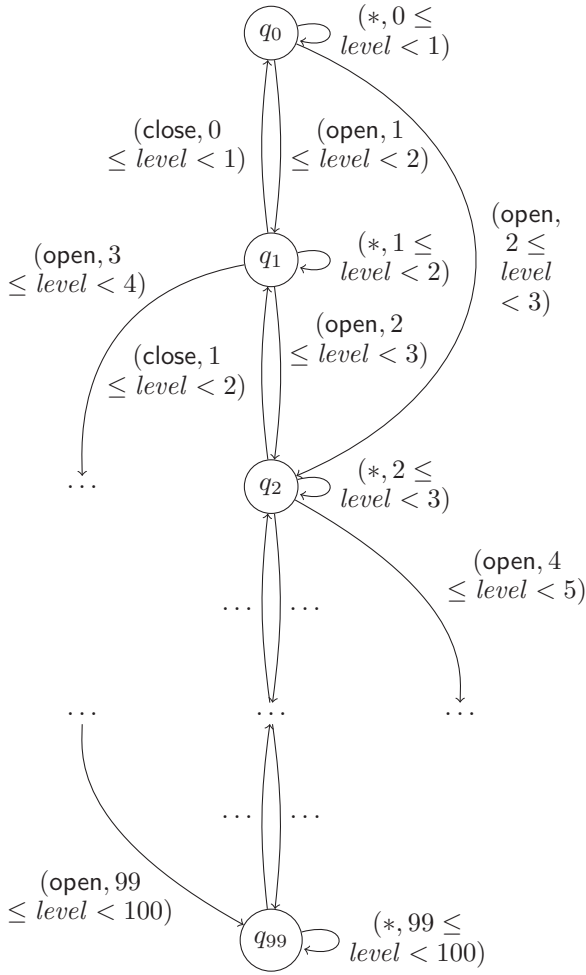 q0
(∗, 0 ≤
level < 1)
(close, 0
≤ level < 1)
(open, 1
≤ level < 2)
(open,
2 ≤
level
< 3)
q1
(∗, 1 ≤
level < 2)
(open, 3
≤ level < 4)
(close, 1
≤ level < 2)
(open, 2
≤ level < 3)
...
q2
(∗, 2 ≤
level < 3)
(open, 4
≤ level < 5)
... ...
... ... ...
... ...
(open, 99
≤ level < 100)
q99
(∗, 99 ≤
level < 100)